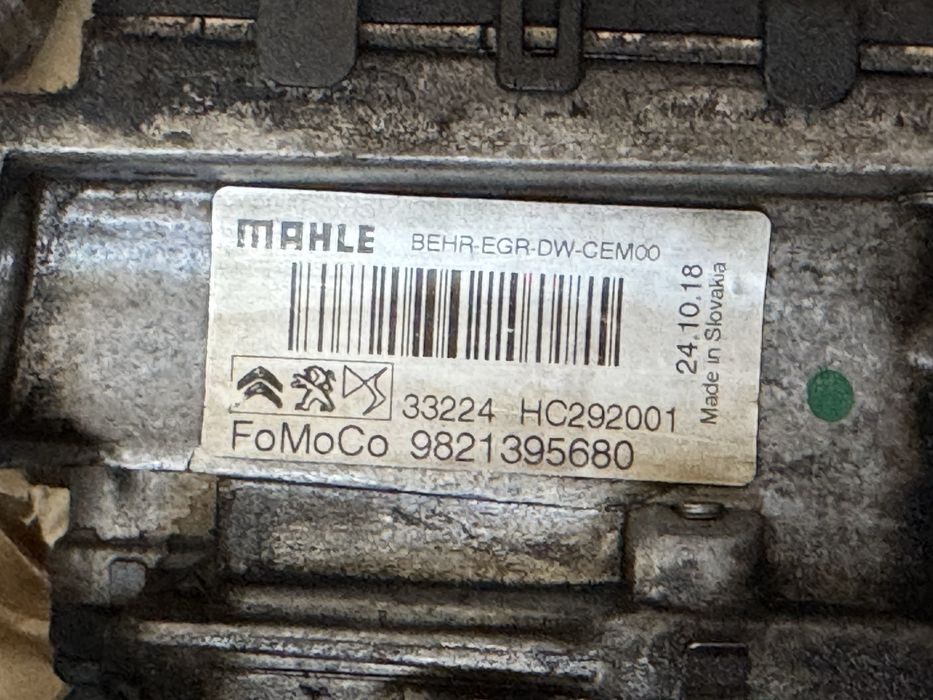 MAHLE BEHR-EGR-DW-CEM00
33224 HC292001
FoMoCo 9821395680
24.10.18
Made in Slovakia